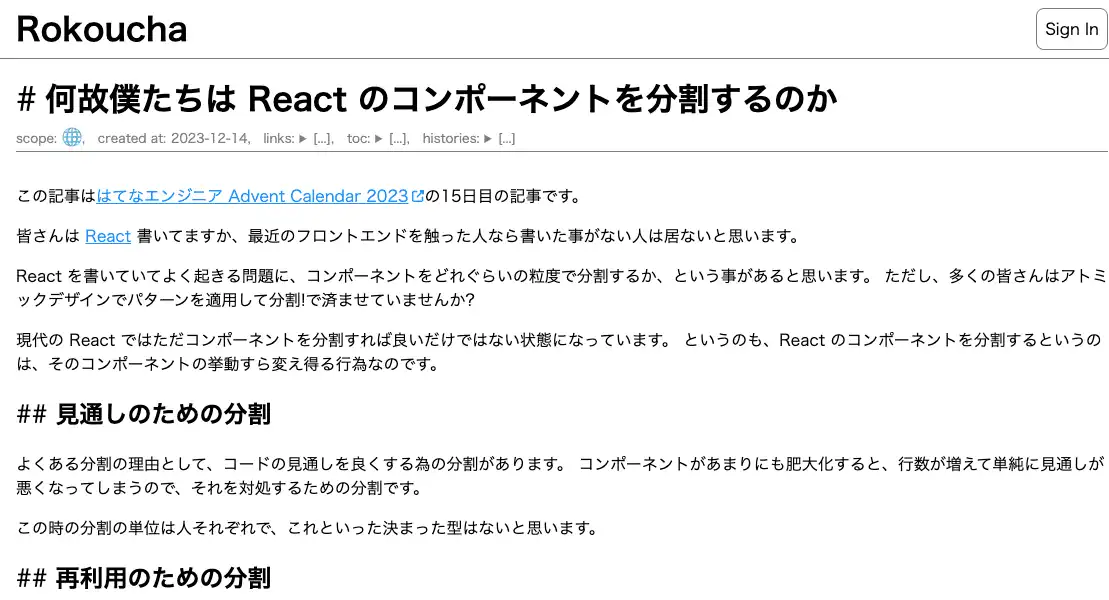 Rokoucha
Sign In
# 何故僕たちは React のコンポーネントを分割するのか
scope: 🌐, created at: 2023-12-14, links: ▶ [...], toc: ▶ [...], histories: ▶ [...]
この記事ははてなエンジニア Advent Calendar 2023の15日目の記事です。
皆さんは React 書いてますか、最近のフロントエンドを触った人なら書いた事がない人は居ないと思います。
React を書いていてよく起きる問題に、コンポーネントをどれぐらいの粒度で分割するか、という事があると思います。 ただし、多くの皆さんはアトミ
ックデザインでパターンを適用して分割!で済ませていませんか?
現代の React ではただコンポーネントを分割すれば良いだけではない状態になっています。 というのも、React のコンポーネントを分割するというの
は、そのコンポーネントの挙動すら変え得る行為なのです。
## 見通しのための分割
よくある分割の理由として、コードの見通しを良くする為の分割があります。 コンポーネントがあまりにも肥大化すると、行数が増えて単純に見通しが
悪くなってしまうので、それを対処するための分割です。
この時の分割の単位は人それぞれで、これといった決まった型はないと思います。
## 再利用のための分割